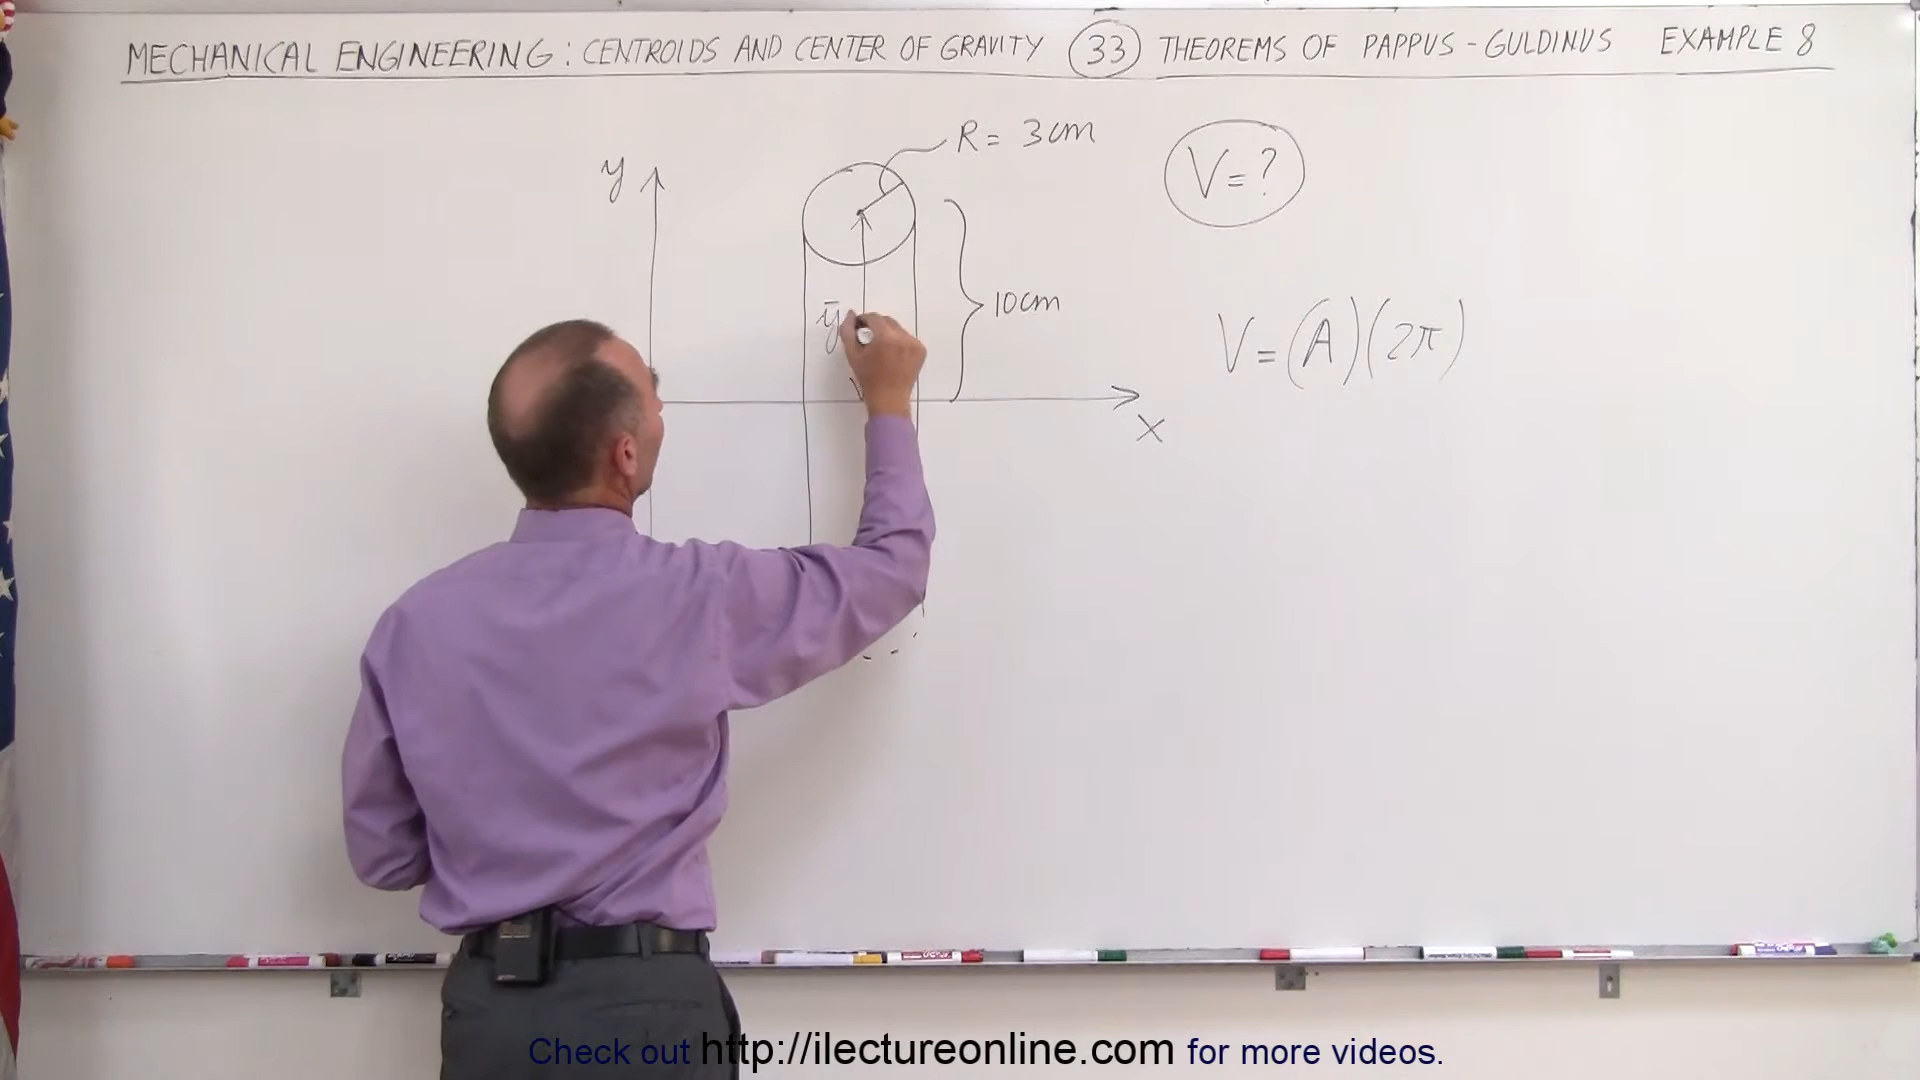 MECHANICAL ENGINEERING: CENTROIDS AND CENTER OF GRAVITY (33) THEOREMS OF PAPPUS-GULDINUS EXAMPLE 8
R = 3cm
V = ?
y
10cm
ȳ
V = (A)(2π)
x
Check out http://ilectureonline.com for more videos.